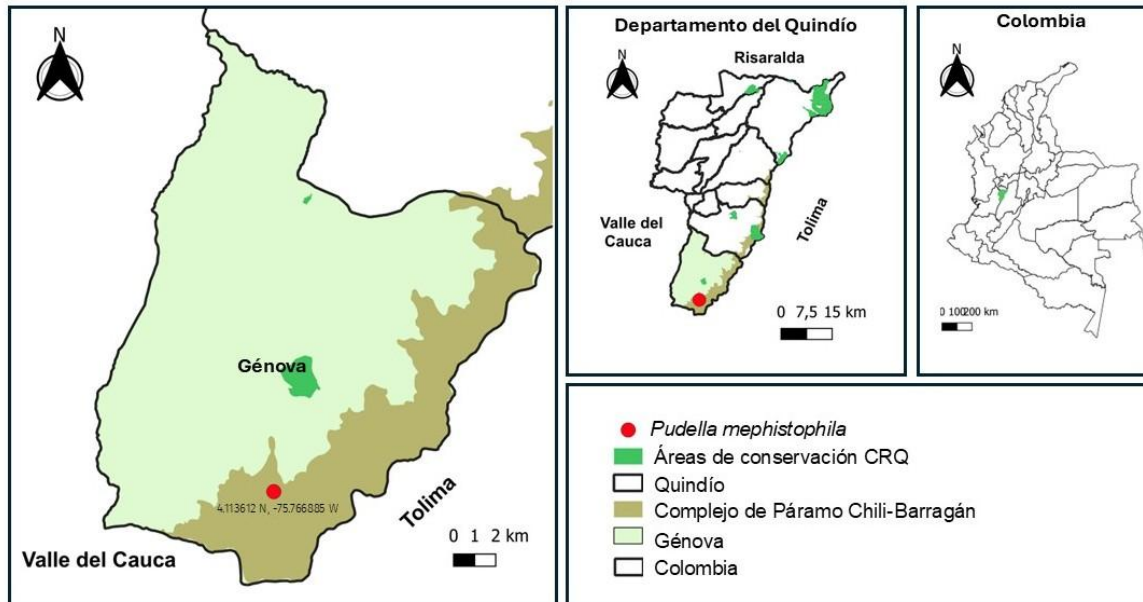 N
Génova
4.113612 N, -75.766885 W
Tolima
Valle del Cauca
0 1 2 km
Departamento del Quindío
N
Risaralda
Valle del
Cauca
Tolima
0 7,5 15 km
Colombia
N
0 100200 km
Pudella mephistophila
Áreas de conservación CRQ
Quindío
Complejo de Páramo Chili-Barragán
Génova
Colombia